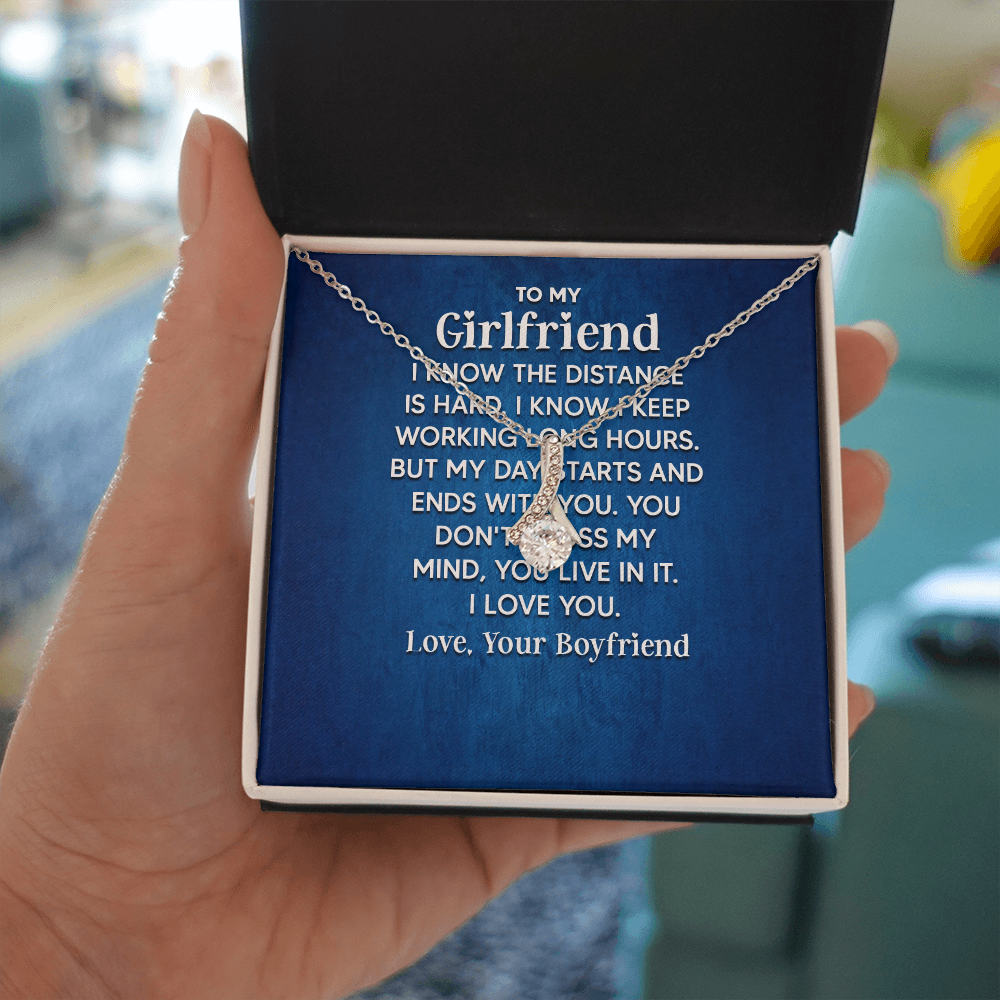 TO MY
Girlfriend
I KNOW THE DISTANCE
IS HARD, I KNOW I KEEP
WORKING LONG HOURS.
BUT MY DAY STARTS AND
ENDS WITH YOU. YOU
DON'T CROSS MY
MIND, YOU LIVE IN IT.
I LOVE YOU.
Love, Your Boyfriend